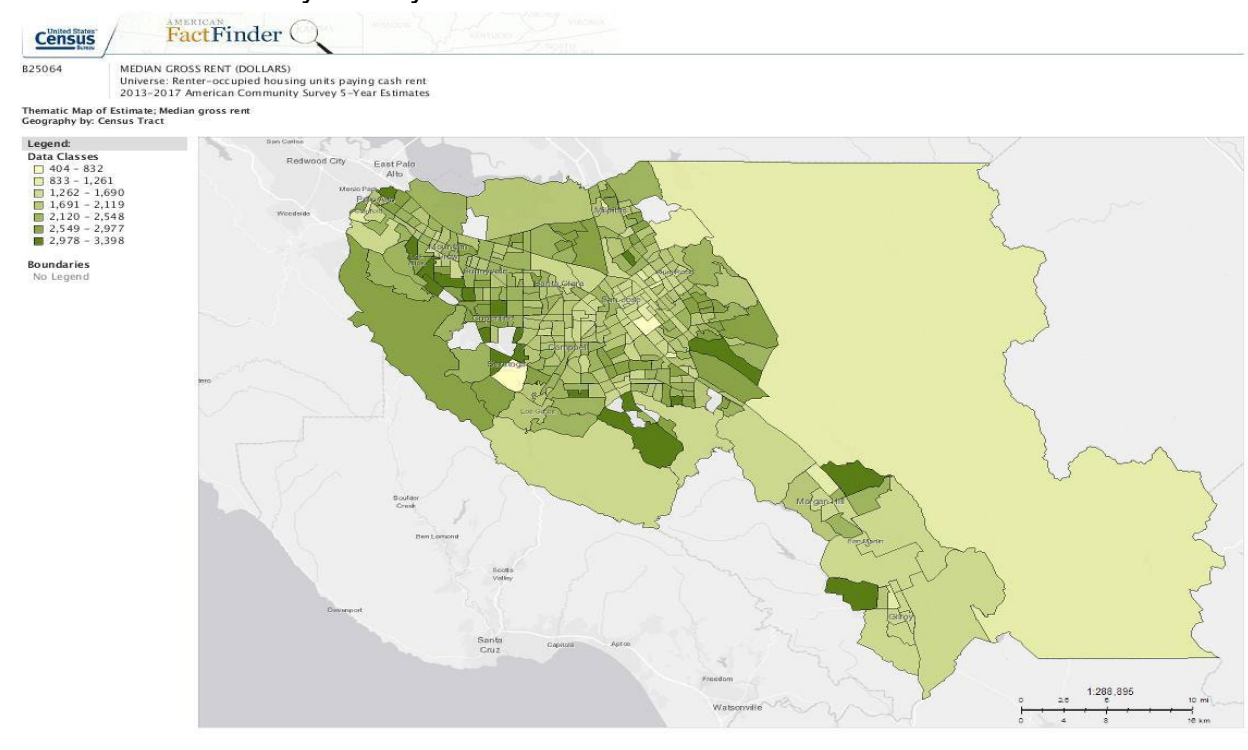 United States
Census
Bureau
AMERICAN
FactFinder
B25064
MEDIAN GROSS RENT (DOLLARS)
Universe: Renter-occupied housing units paying cash rent
2013-2017 American Community Survey 5-Year Estimates
Thematic Map of Estimate; Median gross rent
Geography by: Census Tract
Legend:
Data Classes
404 - 832
833 - 1,261
1,262 - 1,690
1,691 - 2,119
2,120 - 2,548
2,549 - 2,977
2,978 - 3,398
Boundaries
No Legend
San Carlos
Redwood City
East Palo
Alto
Menlo Park
Woodside
Milpitas
Mountain
View
Sunnyvale
Santa Clara
San Jose
Campbell
Saratoga
Los Gatos
Morgan Hill
San Martin
Gilroy
Boulder
Creek
Ben Lomond
Scotts
Valley
Davenport
Santa
Cruz
Capitola
Aptos
Freedom
Watsonville
1:288,895
0
10 mi
0 4 8 16 km